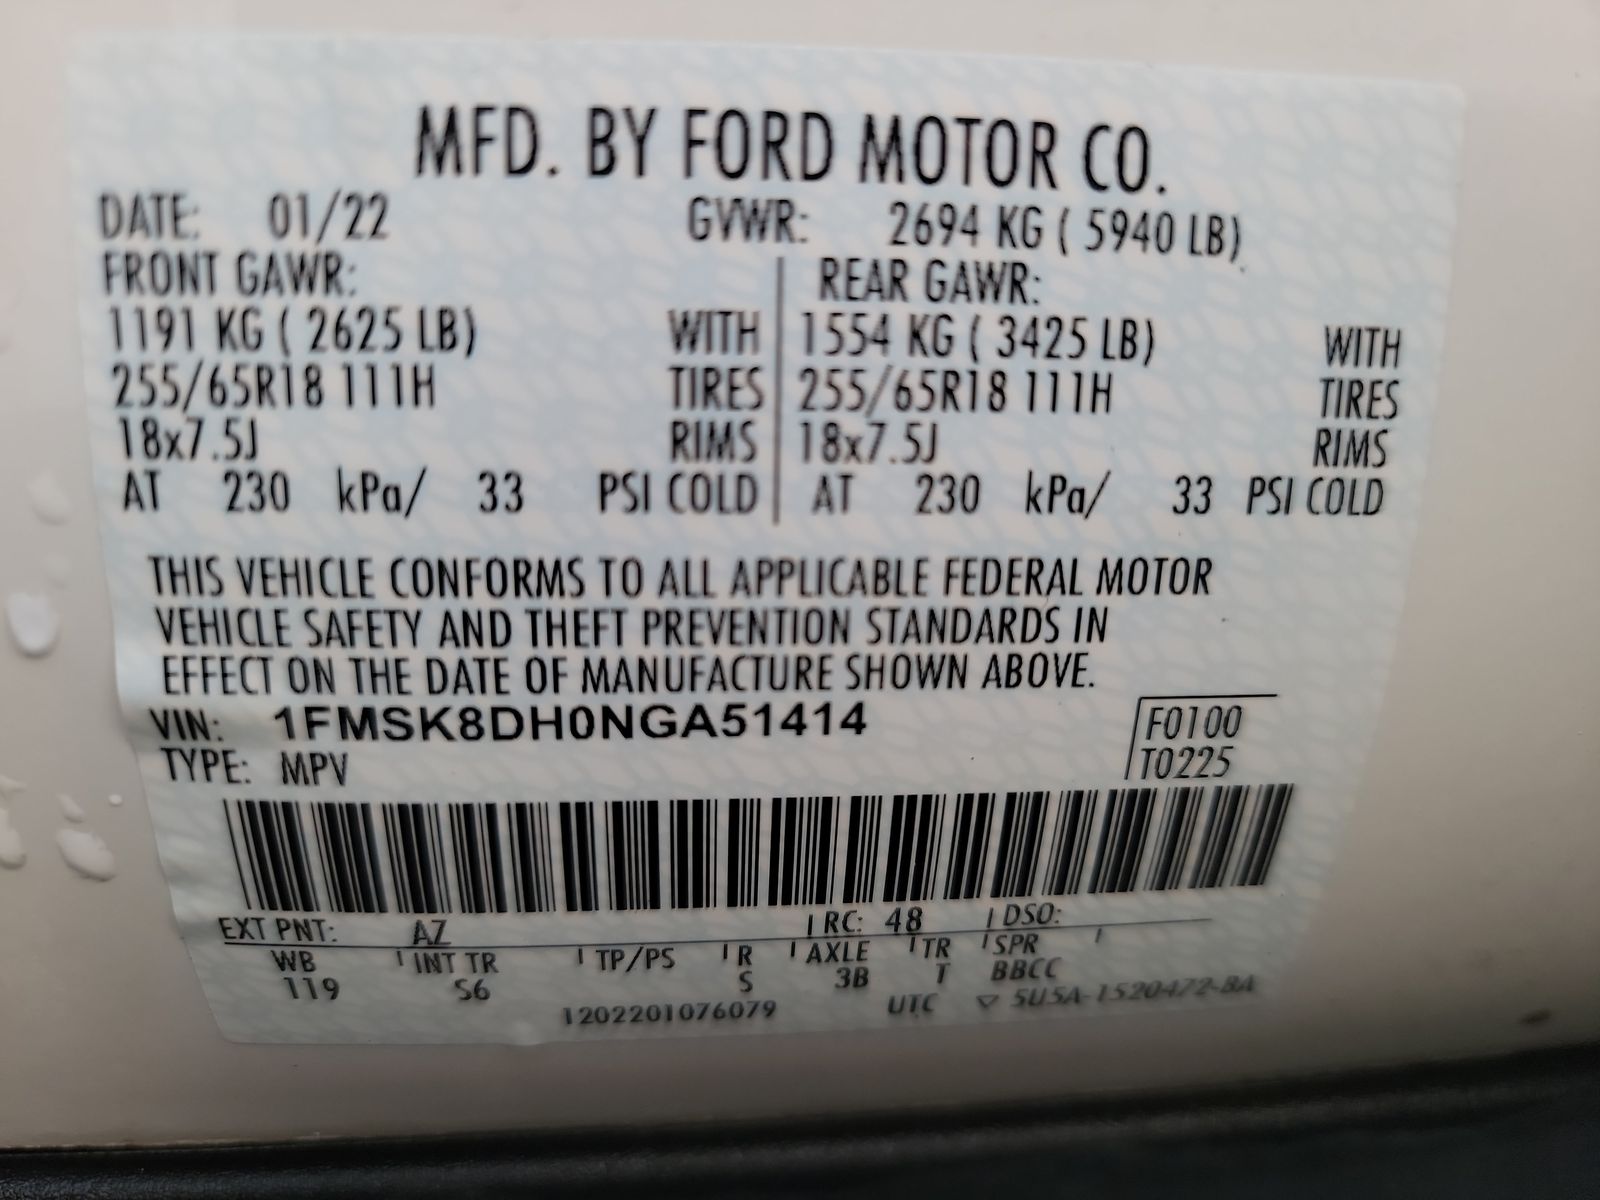 MFD. BY FORD MOTOR CO.
DATE: 01/22 GVWR: 2694 KG ( 5940 LB)
FRONT GAWR: REAR GAWR:
1191 KG ( 2625 LB) WITH 1554 KG ( 3425 LB) WITH
255/65R18 111H TIRES 255/65R18 111H TIRES
18x7.5J RIMS 18x7.5J RIMS
AT 230 kPa/ 33 PSI COLD AT 230 kPa/ 33 PSI COLD
THIS VEHICLE CONFORMS TO ALL APPLICABLE FEDERAL MOTOR
VEHICLE SAFETY AND THEFT PREVENTION STANDARDS IN
EFFECT ON THE DATE OF MANUFACTURE SHOWN ABOVE.
VIN: 1FMSK8DH0NGA51414 F0100
TYPE: MPV T0225
EXT PNT: AZ RC: 48 DSO:
WB INT TR TP/PS R AXLE TR SPR
119 S6 S 3B T BBCC
1202201076079 UTC ▽ 5U5A-1520472-BA